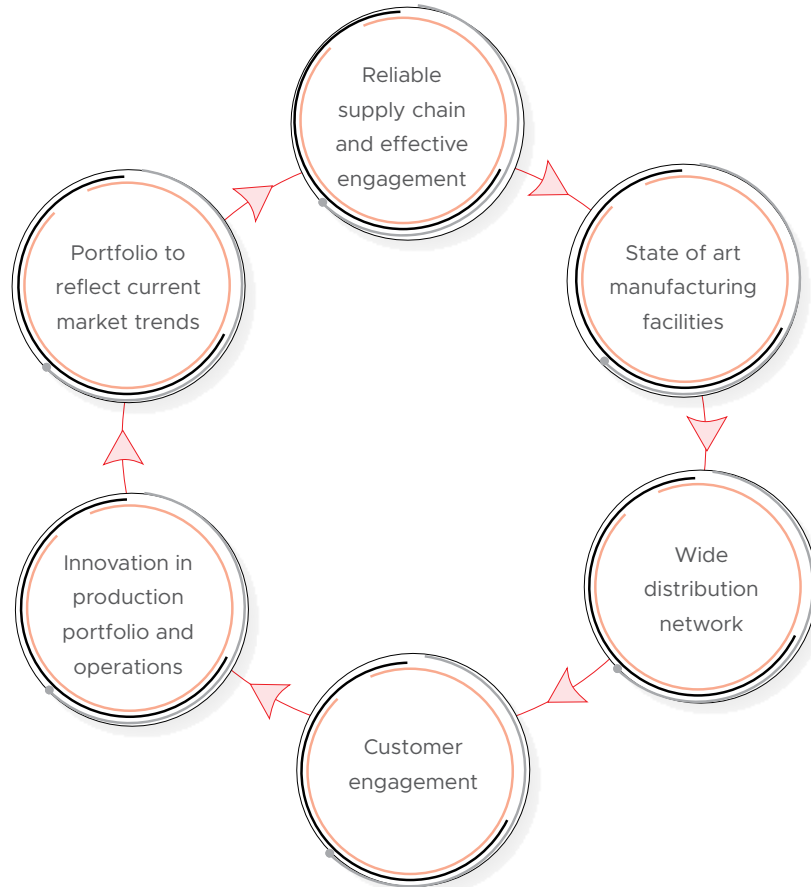 Reliable
supply chain
and effective
engagement
State of art
manufacturing
facilities
Wide
distribution
network
Customer
engagement
Innovation in
production
portfolio and
operations
Portfolio to
reflect current
market trends